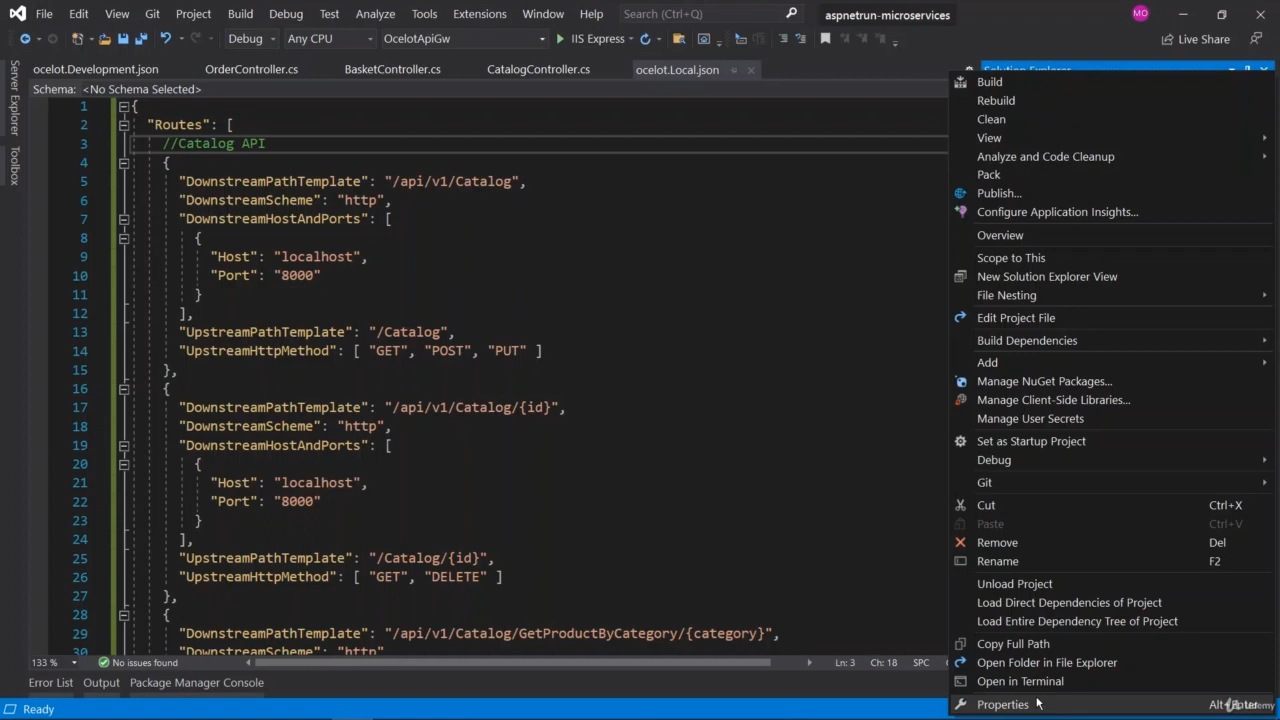 File Edit View Git Project Build Debug Test Analyze Tools Extensions Window Help Search (Ctrl+Q) aspnetrun-microservices MO
Debug Any CPU OcelotApiGw IIS Express Live Share
ocelot.Development.json OrderController.cs BasketController.cs CatalogController.cs ocelot.Local.json Solution Explorer
Schema: <No Schema Selected>
Server Explorer
Toolbox
1 {
2 "Routes": [
3 //Catalog API
4 {
5 "DownstreamPathTemplate": "/api/v1/Catalog",
6 "DownstreamScheme": "http",
7 "DownstreamHostAndPorts": [
8 {
9 "Host": "localhost",
10 "Port": "8000"
11 }
12 ],
13 "UpstreamPathTemplate": "/Catalog",
14 "UpstreamHttpMethod": [ "GET", "POST", "PUT" ]
15 },
16 {
17 "DownstreamPathTemplate": "/api/v1/Catalog/{id}",
18 "DownstreamScheme": "http",
19 "DownstreamHostAndPorts": [
20 {
21 "Host": "localhost",
22 "Port": "8000"
23 }
24 ],
25 "UpstreamPathTemplate": "/Catalog/{id}",
26 "UpstreamHttpMethod": [ "GET", "DELETE" ]
27 },
28 {
29 "DownstreamPathTemplate": "/api/v1/Catalog/GetProductByCategory/{category}",
30 "DownstreamScheme": "http"
133 % No issues found Ln: 3 Ch: 18 SPC
Error List Output Package Manager Console
Ready
Build
Rebuild
Clean
View
Analyze and Code Cleanup
Pack
Publish...
Configure Application Insights...
Overview
Scope to This
New Solution Explorer View
File Nesting
Edit Project File
Build Dependencies
Add
Manage NuGet Packages...
Manage Client-Side Libraries...
Manage User Secrets
Set as Startup Project
Debug
Git
Cut Ctrl+X
Paste Ctrl+V
Remove Del
Rename F2
Unload Project
Load Direct Dependencies of Project
Load Entire Dependency Tree of Project
Copy Full Path
Open Folder in File Explorer
Open in Terminal
Properties Alt+Enter